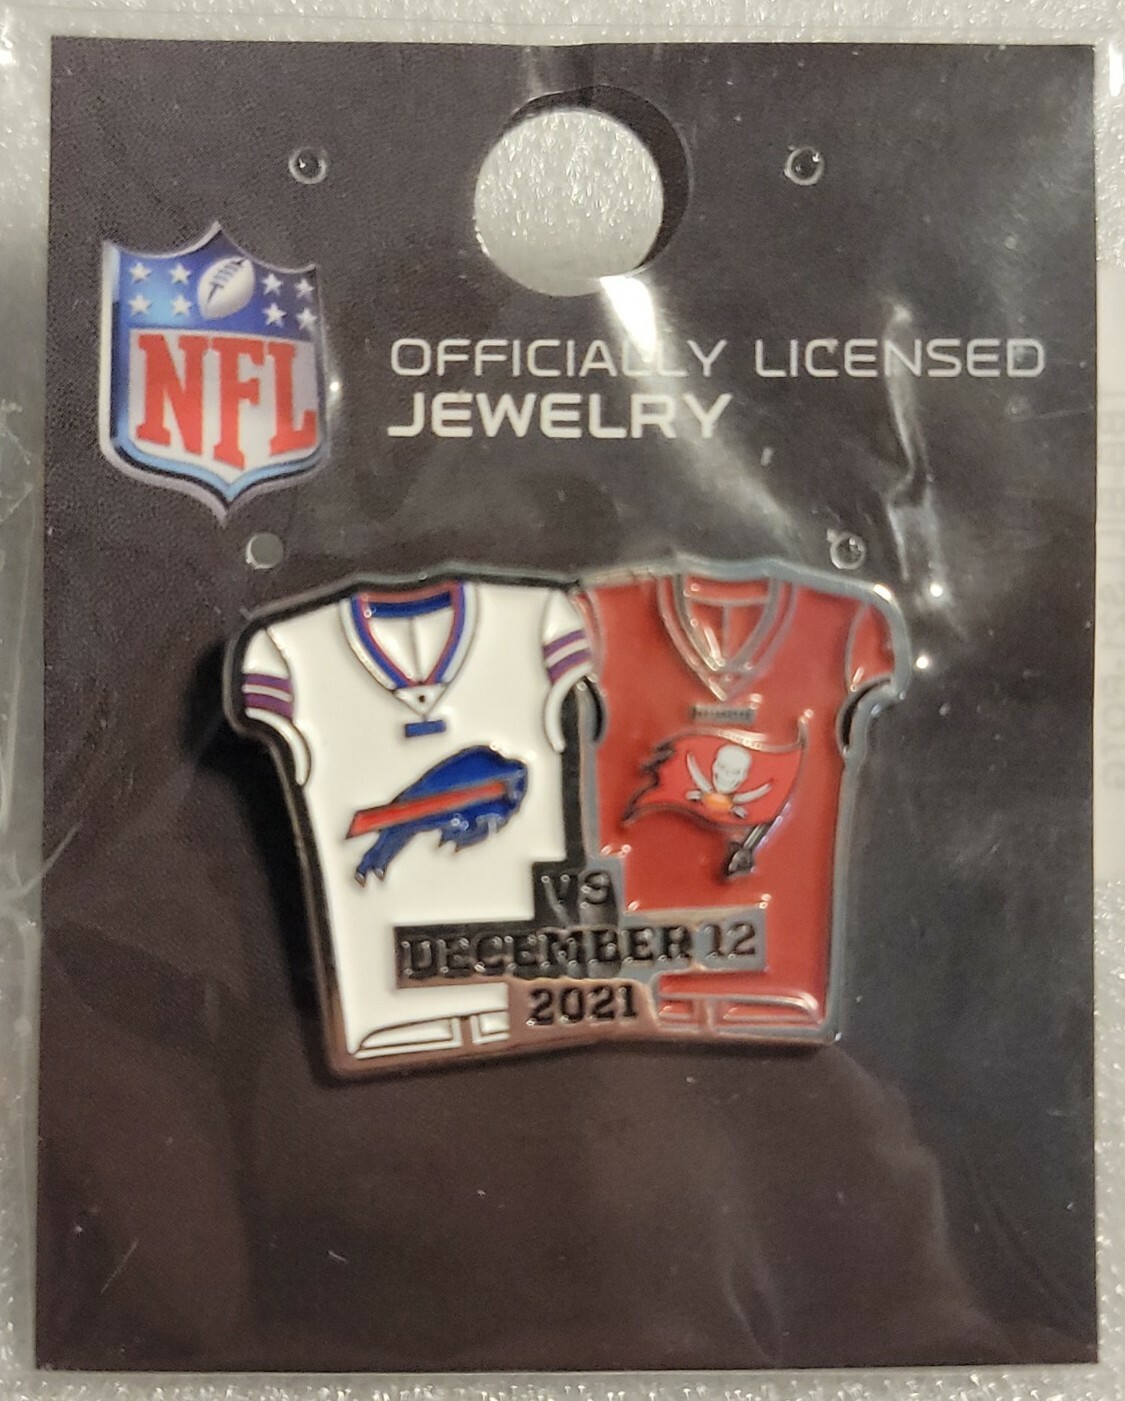 NFL
OFFICIALLY LICENSED
JEWELRY
VS
DECEMBER 12
2021